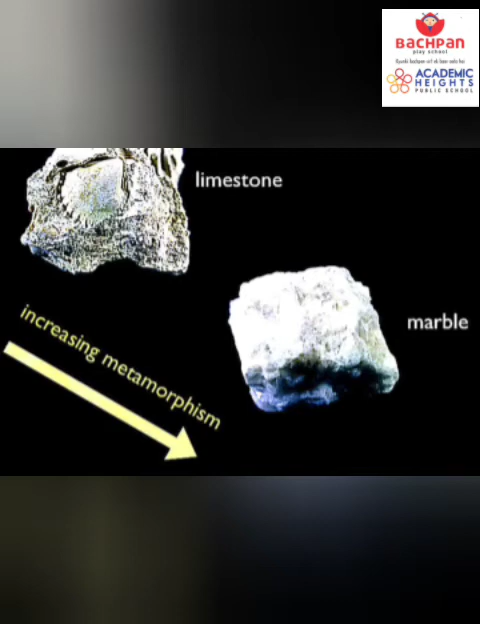 BACHPAN
play school
ACADEMIC
HEIGHTS
PUBLIC SCHOOL
limestone
marble
increasing metamorphism